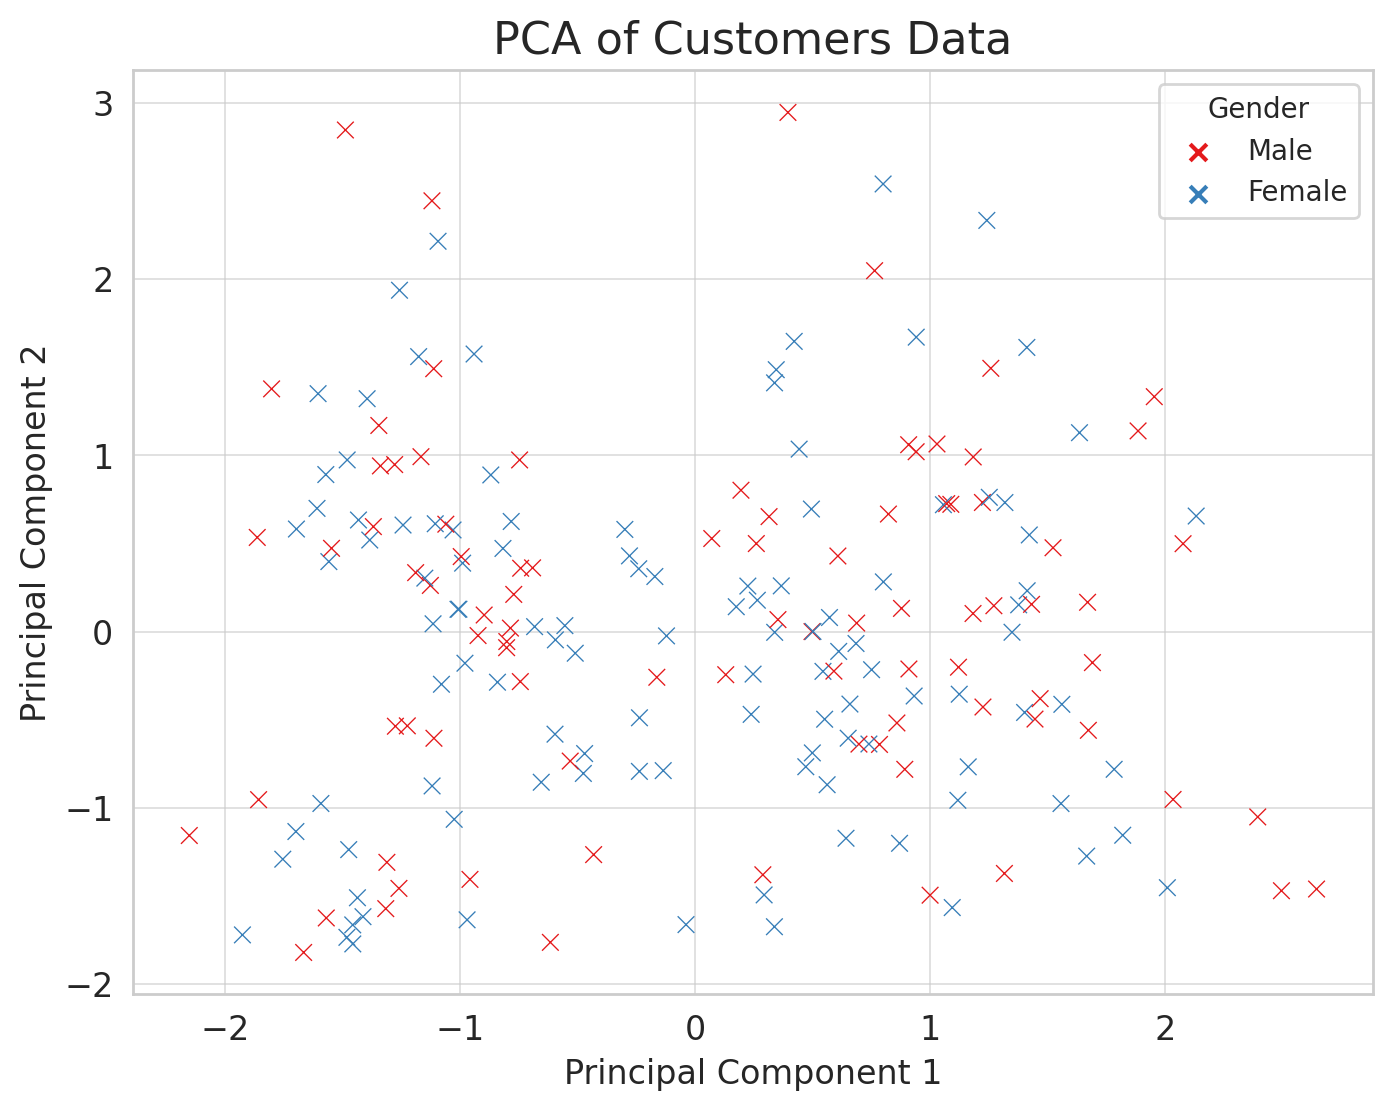 PCA of Customers Data
Gender
Male
Female
3
2
1
0
−1
−2
Principal Component 2
−2
−1
0
1
2
Principal Component 1